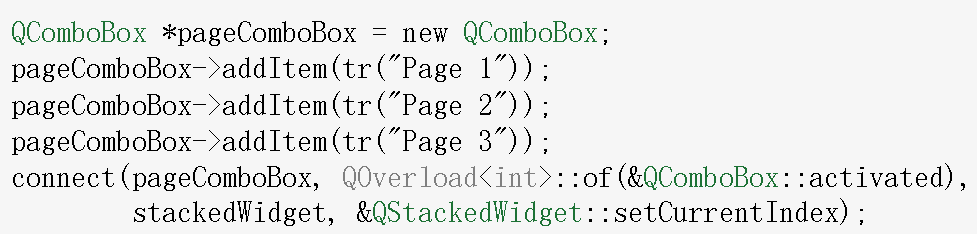 QComboBox *pageComboBox = new QComboBox;
pageComboBox->addItem(tr("Page 1"));
pageComboBox->addItem(tr("Page 2"));
pageComboBox->addItem(tr("Page 3"));
connect(pageComboBox, QOverload<int>::of(&QComboBox::activated),
        stackedWidget, &QStackedWidget::setCurrentIndex);